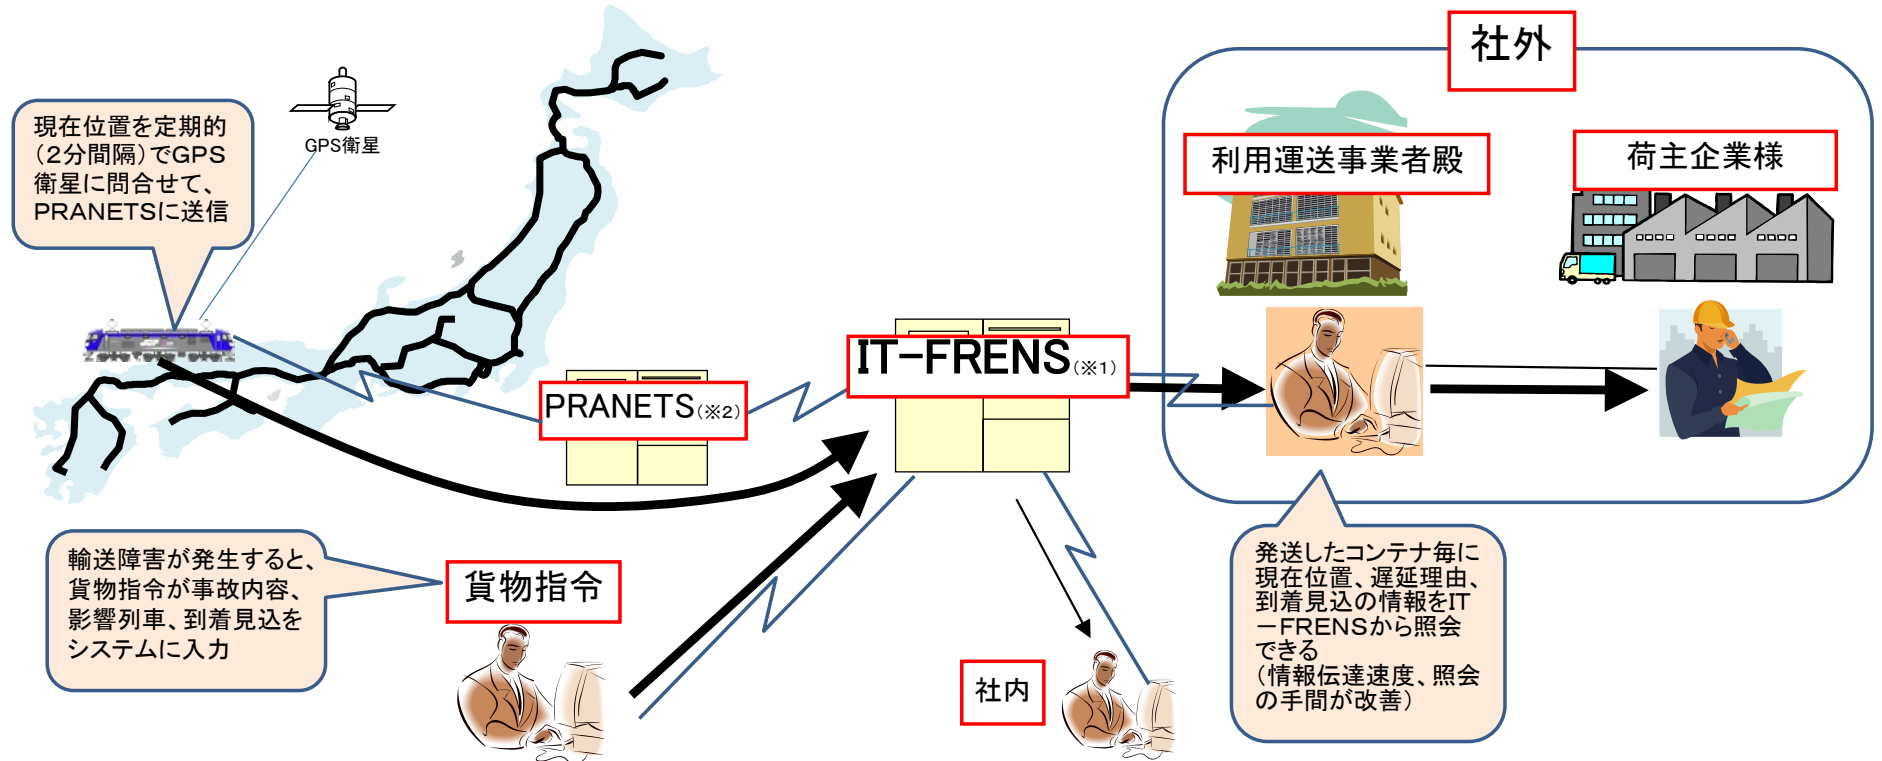 社外
現在位置を定期的
（２分間隔）でＧＰＳ
衛星に問合せて、
ＰＲＡＮＥＴＳに送信
GPS衛星
利用運送事業者殿
荷主企業様
IT−FRENS（※1）
PRANETS（※2）
輸送障害が発生すると、
貨物指令が事故内容、
影響列車、到着見込を
システムに入力
貨物指令
社内
発送したコンテナ毎に
現在位置、遅延理由、
到着見込の情報をIT
－ＦＲＥＮＳから照会
できる
（情報伝達速度、照会
の手間が改善）